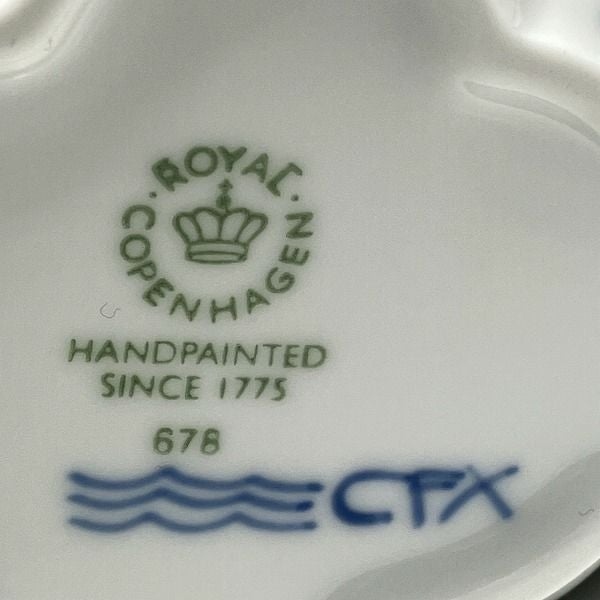 ROYAL
COPENHAGEN
HANDPAINTED
SINCE 1775
678
CFX